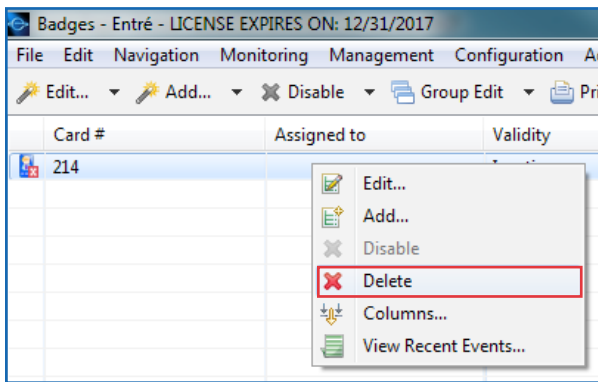 Badges - Entré - LICENSE EXPIRES ON: 12/31/2017
File Edit Navigation Monitoring Management Configuration
Edit... Add... Disable Group Edit
Card # Assigned to Validity
214
Edit...
Add...
Disable
Delete
Columns...
View Recent Events...